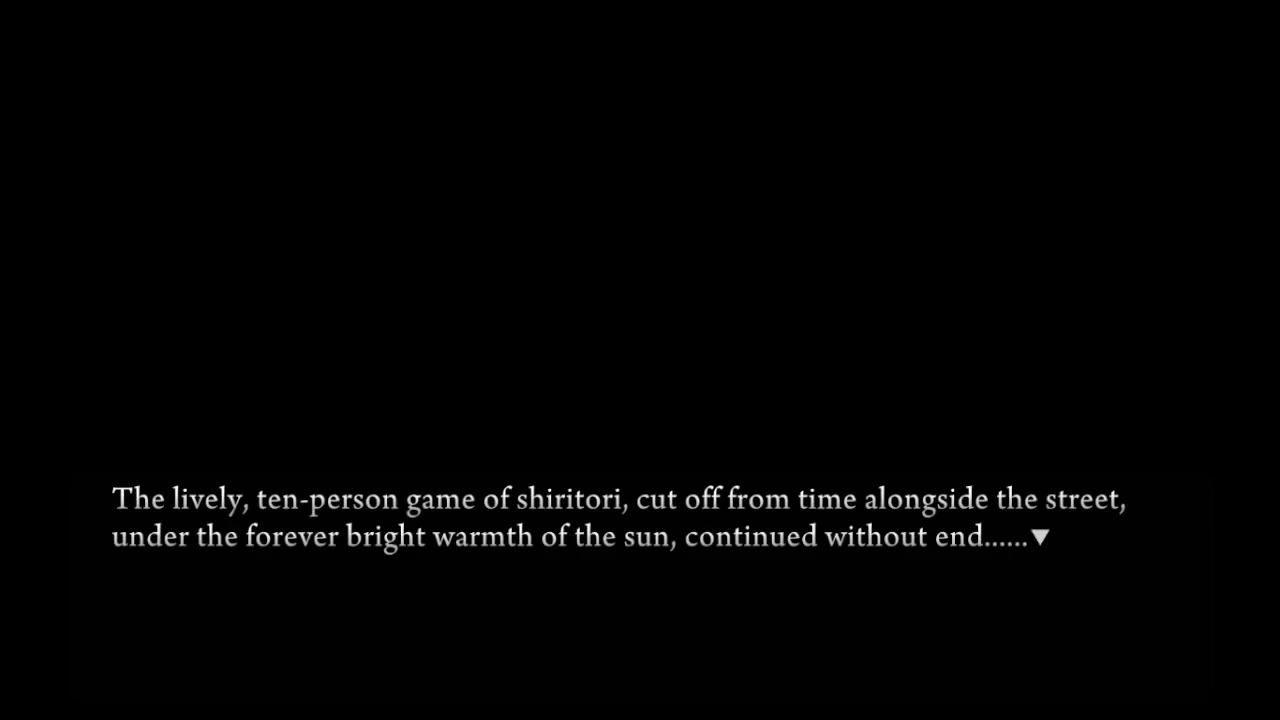 The lively, ten-person game of shiritori, cut off from time alongside the street,
under the forever bright warmth of the sun, continued without end......▼